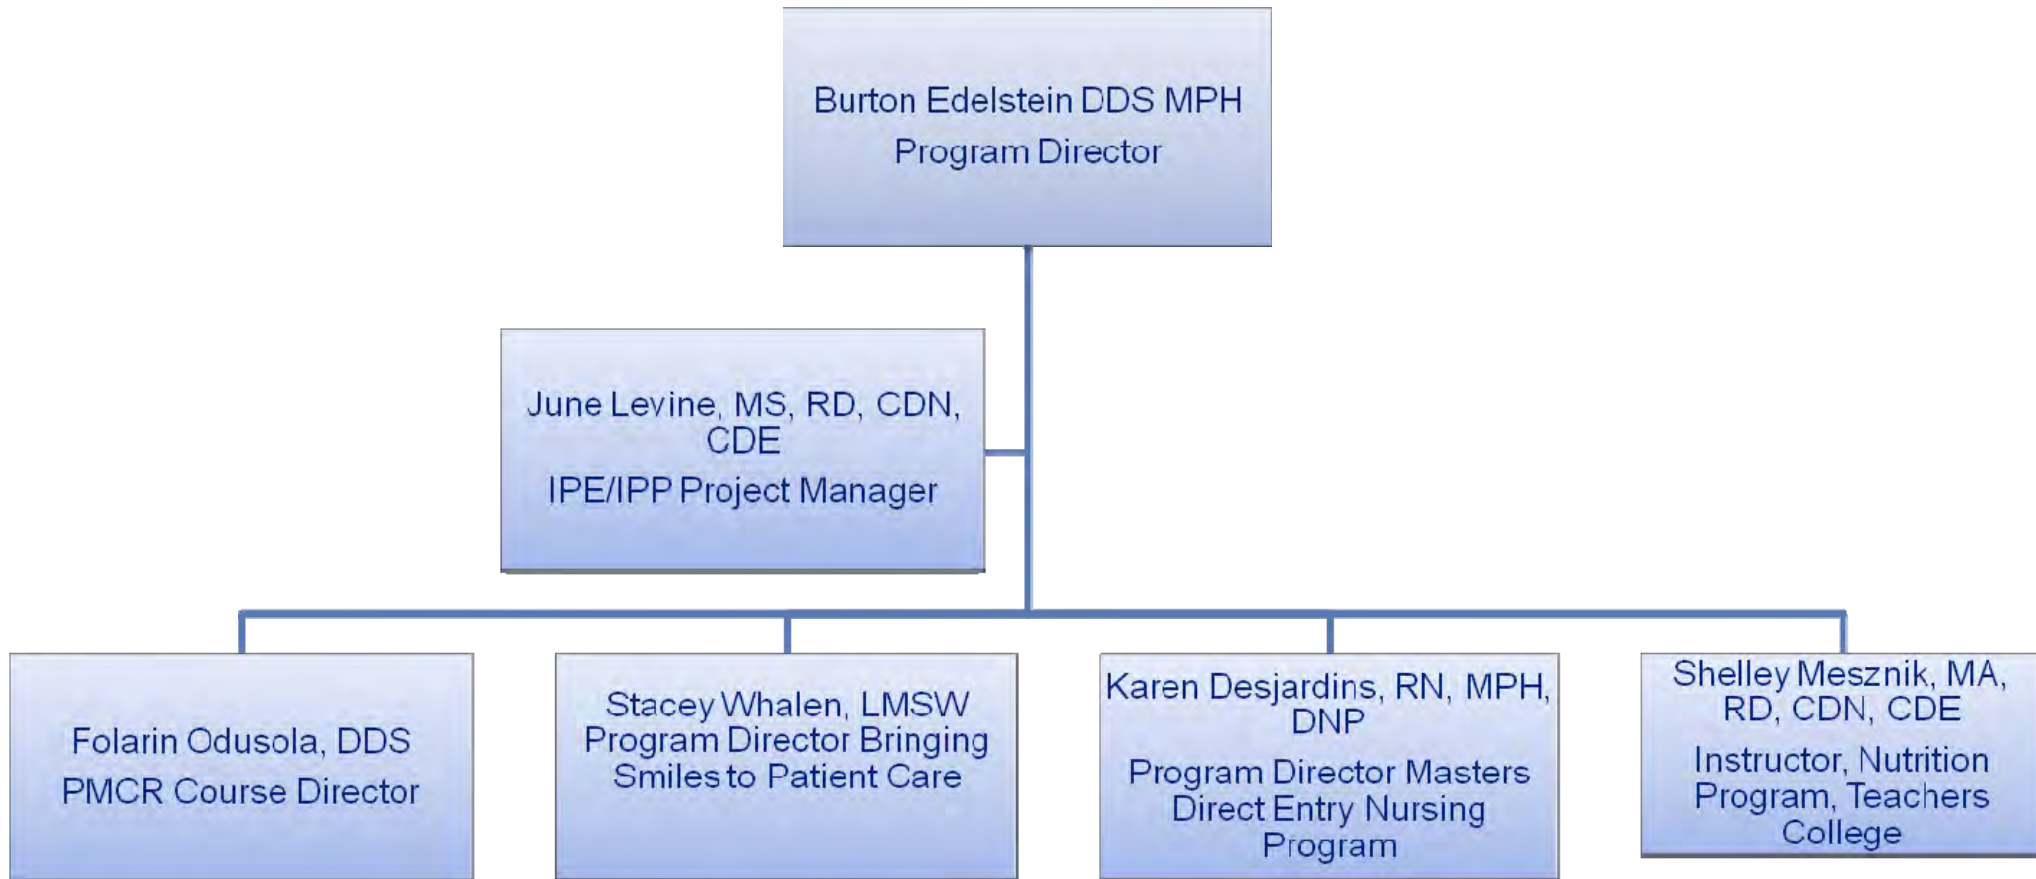 Burton Edelstein DDS MPH
Program Director
June Levine, MS, RD, CDN,
CDE
IPE/IPP Project Manager
Folarin Odusola, DDS
PMCR Course Director
Stacey Whalen, LMSW
Program Director Bringing
Smiles to Patient Care
Karen Desjardins, RN, MPH,
DNP
Program Director Masters
Direct Entry Nursing
Program
Shelley Mesznik, MA,
RD, CDN, CDE
Instructor, Nutrition
Program, Teachers
College